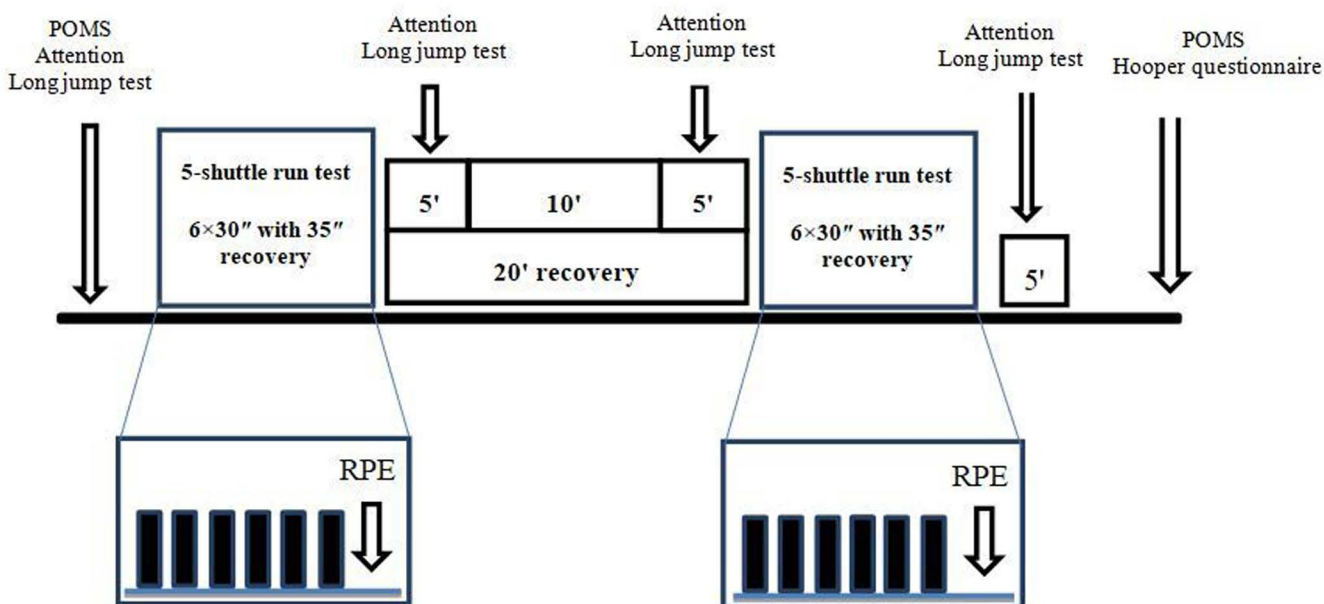 POMS
Attention
Long jump test
Attention
Long jump test
Attention
Long jump test
Attention
Long jump test
POMS
Hooper questionnaire
5-shuttle run test
6×30″ with 35″
recovery
5'
10'
5'
20' recovery
5-shuttle run test
6×30″ with 35″
recovery
5'
RPE
RPE